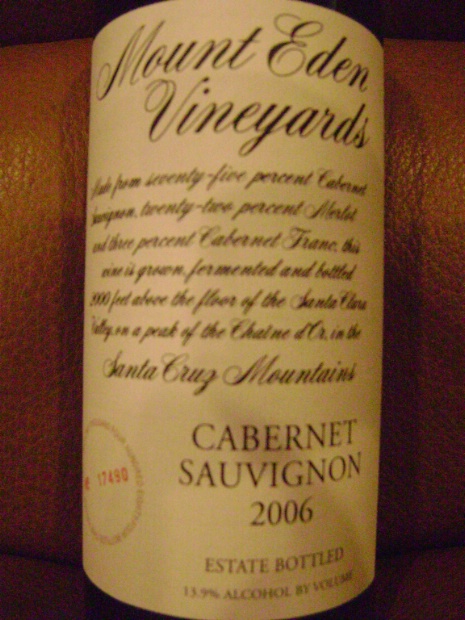 Mount Eden
Vineyards
Made from seventy-five percent Cabernet
Sauvignon, twenty-two percent Merlot
and three percent Cabernet Franc, this
wine is grown, fermented and bottled
2000 feet above the floor of the Santa Clara
Valley, on a peak of the Chaîne d'Or, in the
Santa Cruz Mountains
17490
CABERNET
SAUVIGNON
2006
ESTATE BOTTLED
13.9% ALCOHOL BY VOLUME